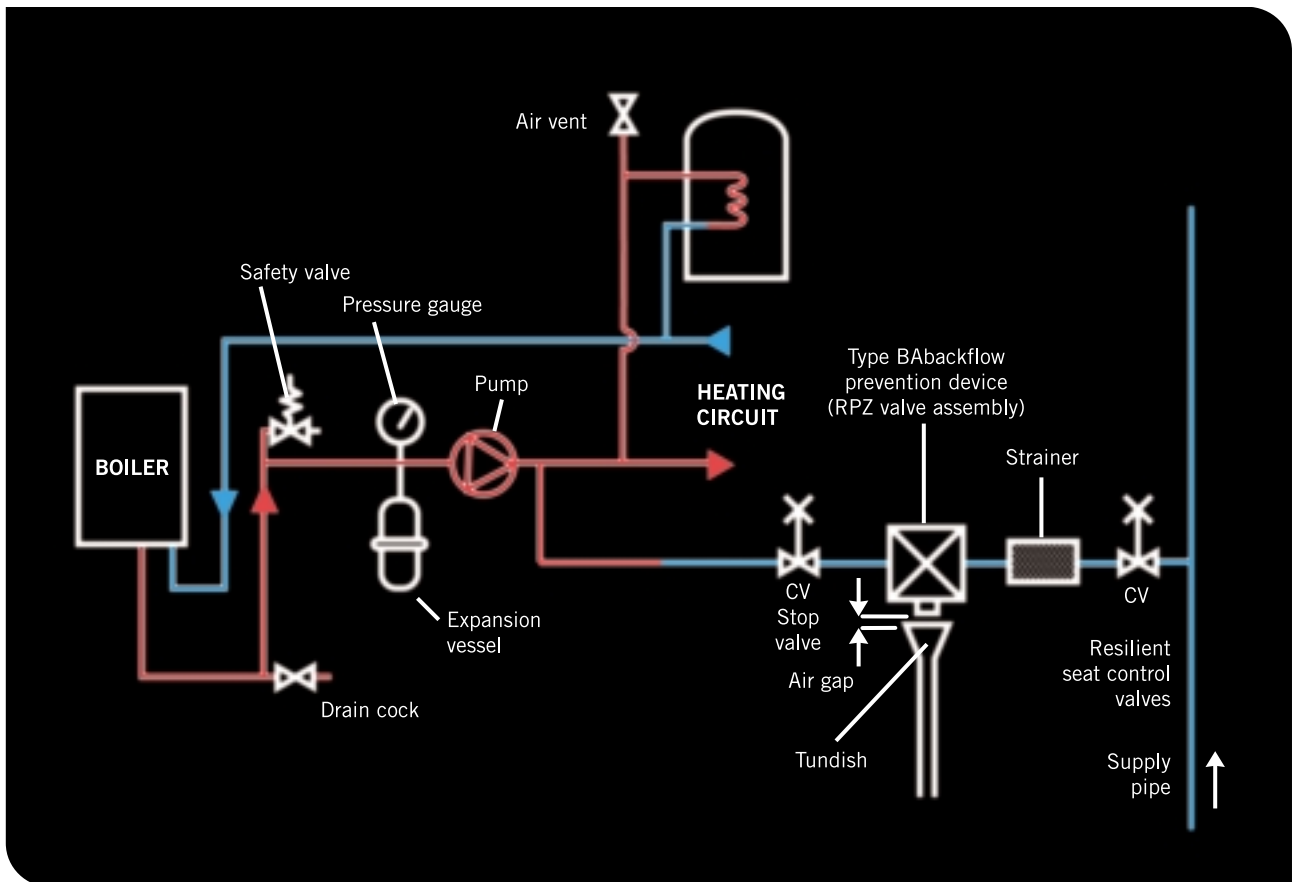 Air vent
Safety valve
Pressure gauge
Pump
HEATING
CIRCUIT
Type BAbackflow
prevention device
(RPZ valve assembly)
Strainer
BOILER
Expansion
vessel
Drain cock
CV
Stop
valve
Air gap
Tundish
CV
Resilient
seat control
valves
Supply
pipe